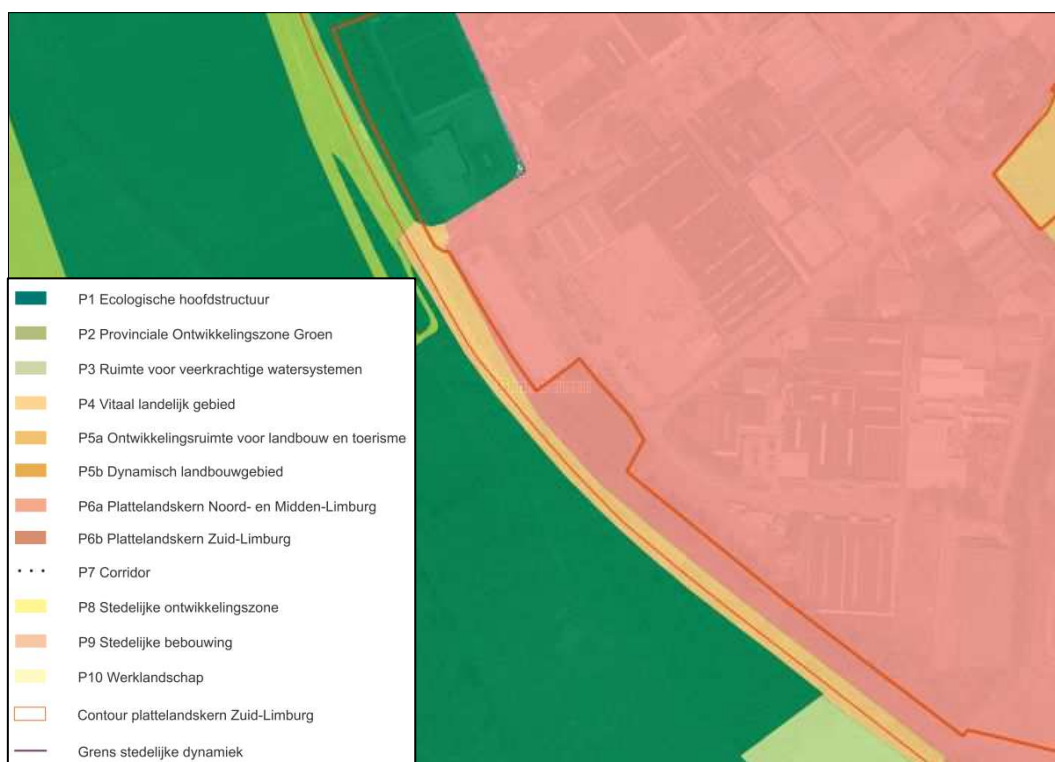 P1 Ecologische hoofdstructuur
P2 Provinciale Ontwikkelingszone Groen
P3 Ruimte voor veerkrachtige watersystemen
P4 Vitaal landelijk gebied
P5a Ontwikkelingsruimte voor landbouw en toerisme
P5b Dynamisch landbouwgebied
P6a Plattelandskern Noord- en Midden-Limburg
P6b Plattelandskern Zuid-Limburg
P7 Corridor
P8 Stedelijke ontwikkelingszone
P9 Stedelijke bebouwing
P10 Werklandschap
Contour plattelandskern Zuid-Limburg
Grens stedelijke dynamiek